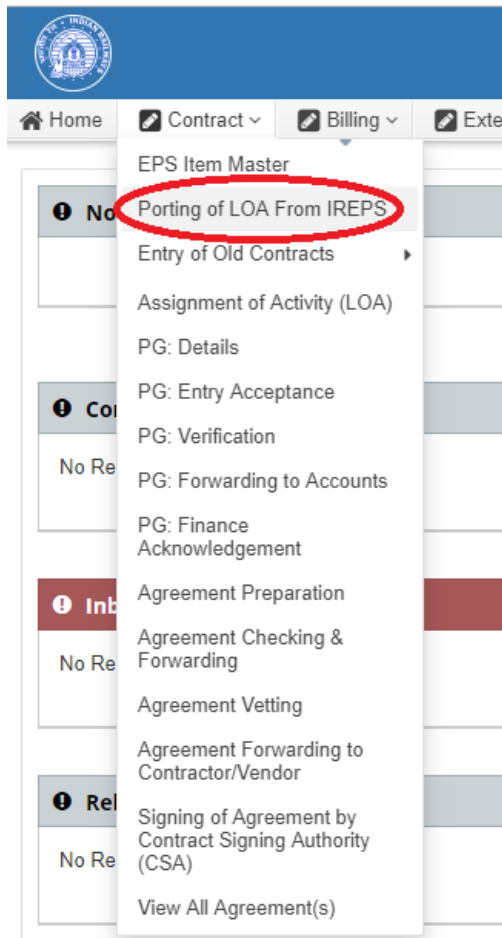 INDIAN RAILWAYS
Home Contract Billing Exte
EPS Item Master
No
Porting of LOA From IREPS
Entry of Old Contracts
Assignment of Activity (LOA)
PG: Details
PG: Entry Acceptance
Co
PG: Verification
No Re
PG: Forwarding to Accounts
PG: Finance
Acknowledgement
Agreement Preparation
Inb
Agreement Checking &
Forwarding
No Re
Agreement Vetting
Agreement Forwarding to
Contractor/Vendor
Rel
Signing of Agreement by
Contract Signing Authority
(CSA)
No Re
View All Agreement(s)